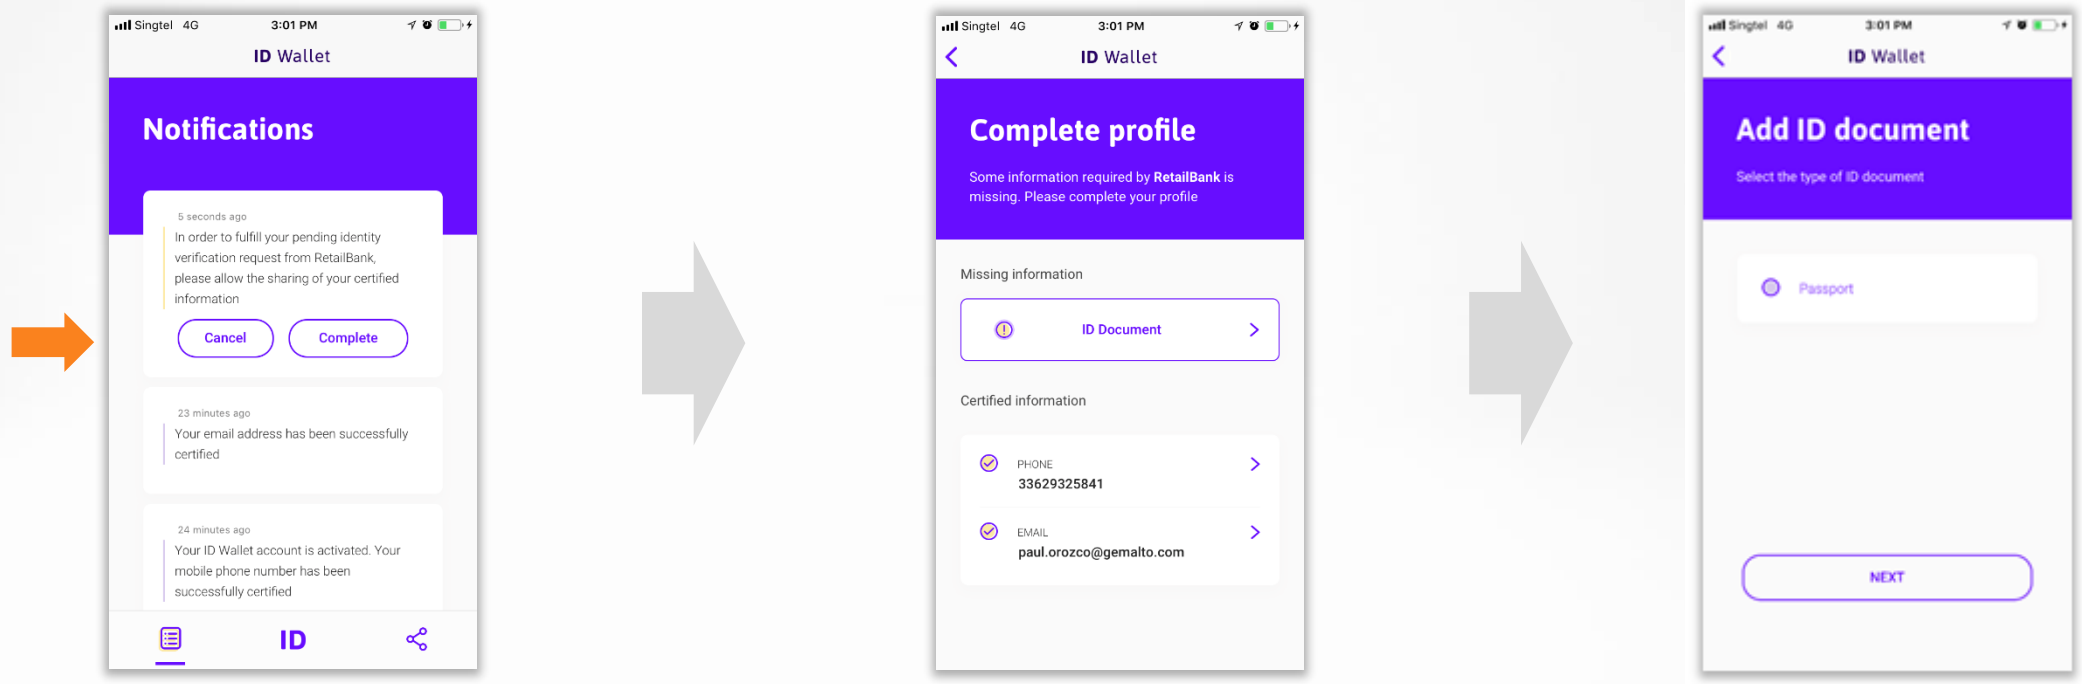 Singtel 4G 3:01 PM
ID Wallet
Notifications
5 seconds ago
In order to fulfill your pending identity
verification request from RetailBank,
please allow the sharing of your certified
information
Cancel Complete
23 minutes ago
Your email address has been successfully
certified
24 minutes ago
Your ID Wallet account is activated. Your
mobile phone number has been
successfully certified
ID
Singtel 4G 3:01 PM
ID Wallet
Complete profile
Some information required by RetailBank is
missing. Please complete your profile
Missing information
ID Document
Certified information
PHONE
33629325841
EMAIL
paul.orozco@gemalto.com
Singtel 4G 3:01 PM
ID Wallet
Add ID document
Select the type of ID document
Passport
NEXT